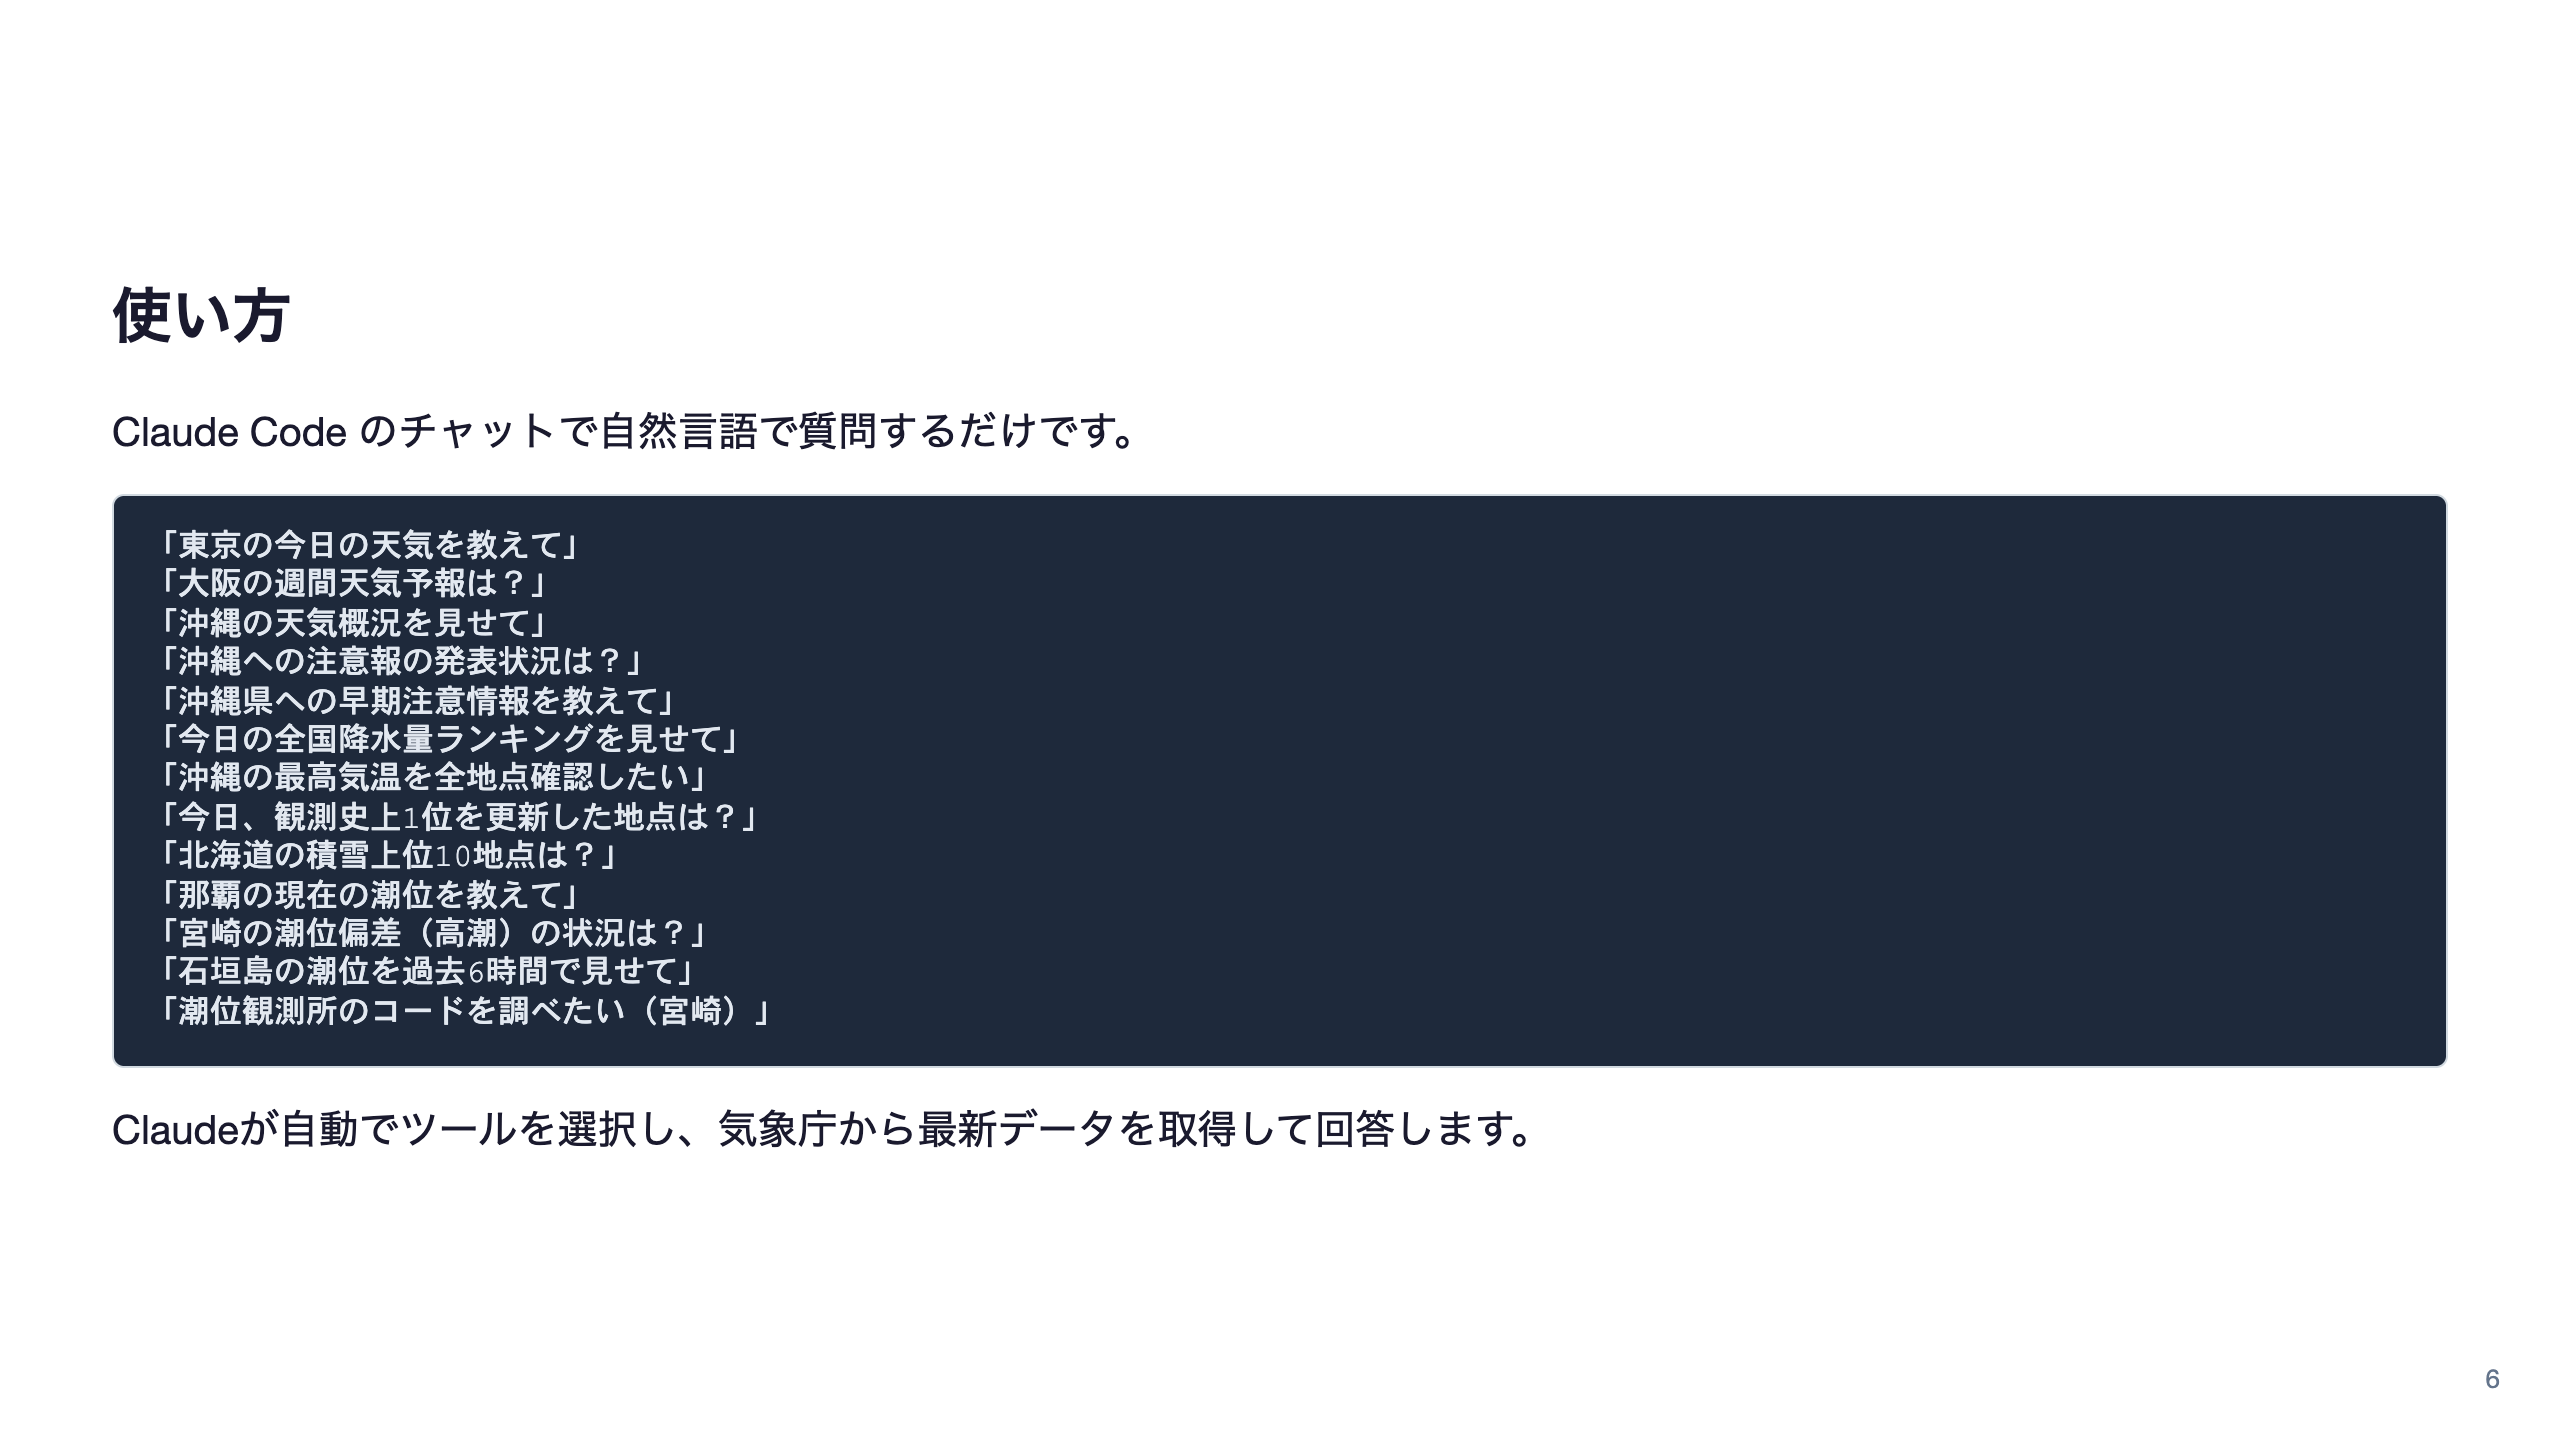 使い方
Claude Code のチャットで自然言語で質問するだけです。
「東京の今日の天気を教えて」
「大阪の週間天気予報は？」
「沖縄の天気概況を見せて」
「沖縄への注意報の発表状況は？」
「沖縄県への早期注意情報を教えて」
「今日の全国降水量ランキングを見せて」
「沖縄の最高気温を全地点確認したい」
「今日、観測史上1位を更新した地点は？」
「北海道の積雪上位10地点は？」
「那覇の現在の潮位を教えて」
「宮崎の潮位偏差（高潮）の状況は？」
「石垣島の潮位を過去6時間で見せて」
「潮位観測所のコードを調べたい（宮崎）」
Claudeが自動でツールを選択し、気象庁から最新データを取得して回答します。
6